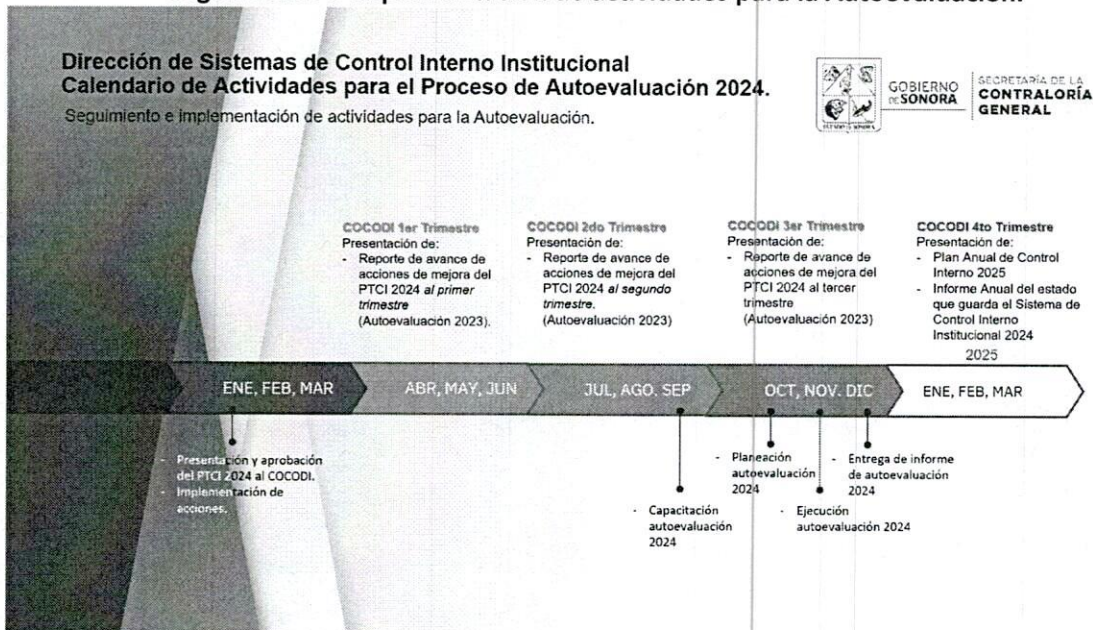 para la Autoevaluación.
Dirección de Sistemas de Control Interno Institucional
Calendario de Actividades para el Proceso de Autoevaluación 2024.
Seguimiento e implementación de actividades para la Autoevaluación.
GOBIERNO
DE SONORA
SECRETARÍA DE LA
CONTRALORÍA
GENERAL
COCODI 1er Trimestre
Presentación de:
- Reporte de avance de
acciones de mejora del
PTCI 2024 al primer
trimestre
(Autoevaluación 2023).
COCODI 2do Trimestre
Presentación de:
- Reporte de avance de
acciones de mejora del
PTCI 2024 al segundo
trimestre.
(Autoevaluación 2023)
COCODI 3er Trimestre
Presentación de:
- Reporte de avance de
acciones de mejora del
PTCI 2024 al tercer
trimestre
(Autoevaluación 2023)
COCODI 4to Trimestre
Presentación de:
- Plan Anual de Control
Interno 2025
- Informe Anual del estado
que guarda el Sistema de
Control Interno
Institucional 2024
2025
ENE, FEB, MAR
ABR, MAY, JUN
JUL, AGO, SEP
OCT, NOV. DIC
ENE, FEB, MAR
- Presentación y aprobación
del PTCI 2024 al COCODI.
- Implementación de
acciones.
- Capacitación
autoevaluación
2024
- Planeación
autoevaluación
2024
- Ejecución
autoevaluación 2024
- Entrega de informe
de autoevaluación
2024